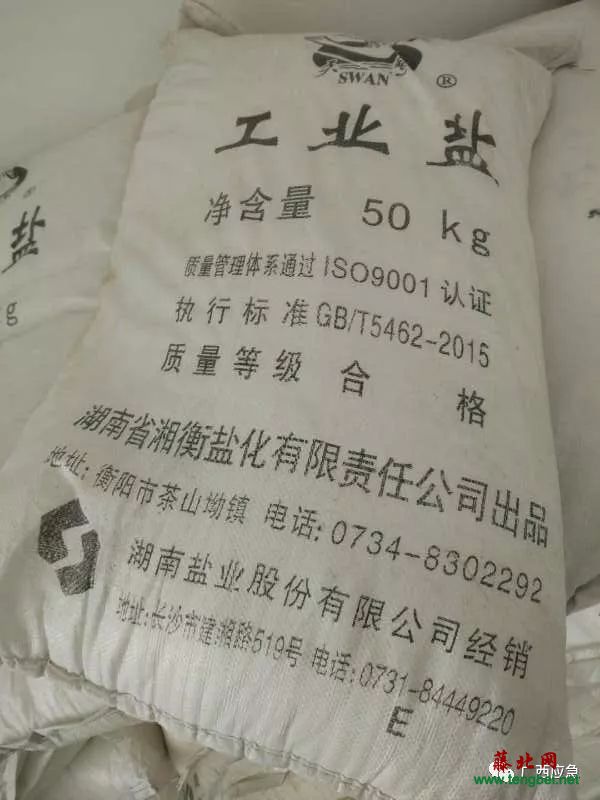 SWAN ®
工业盐
净含量 50 kg
质量管理体系通过 ISO9001 认证
执行标准 GB/T5462-2015
质量等级 合格
湖南省湘衡盐化有限责任公司出品
地址: 衡阳市茶山坳镇 电话: 0734-8302292
湖南盐业股份有限公司经销
地址:长沙市建湘路519号 电话:0731-84449220
E
盐
g
藤北网
广西应急
www.tengbei.net